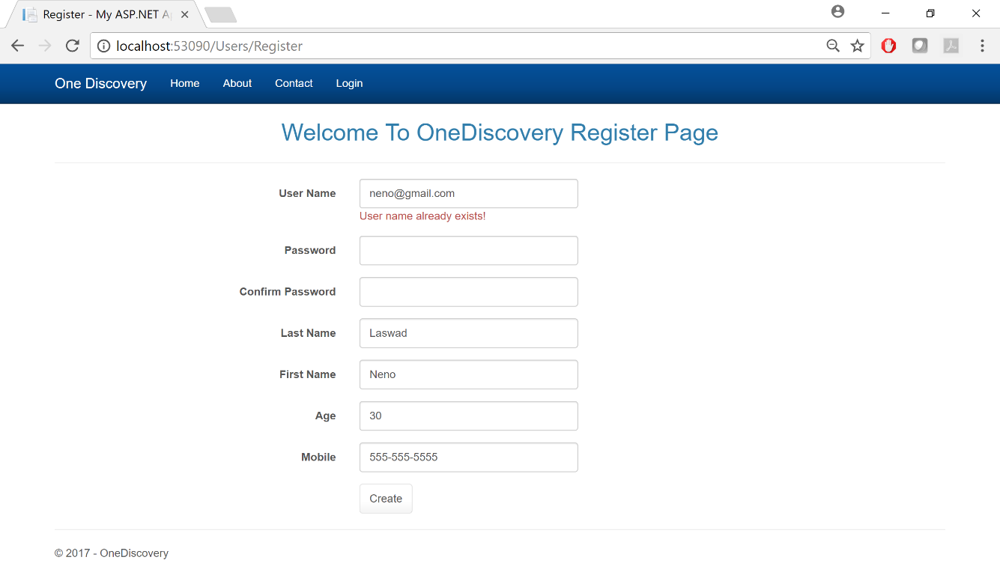 Register - My ASP.NET A
localhost:53090/Users/Register
One Discovery Home About Contact Login
Welcome To OneDiscovery Register Page
User Name neno@gmail.com
User name already exists!
Password
Confirm Password
Last Name Laswad
First Name Neno
Age 30
Mobile 555-555-5555
Create
© 2017 - OneDiscovery